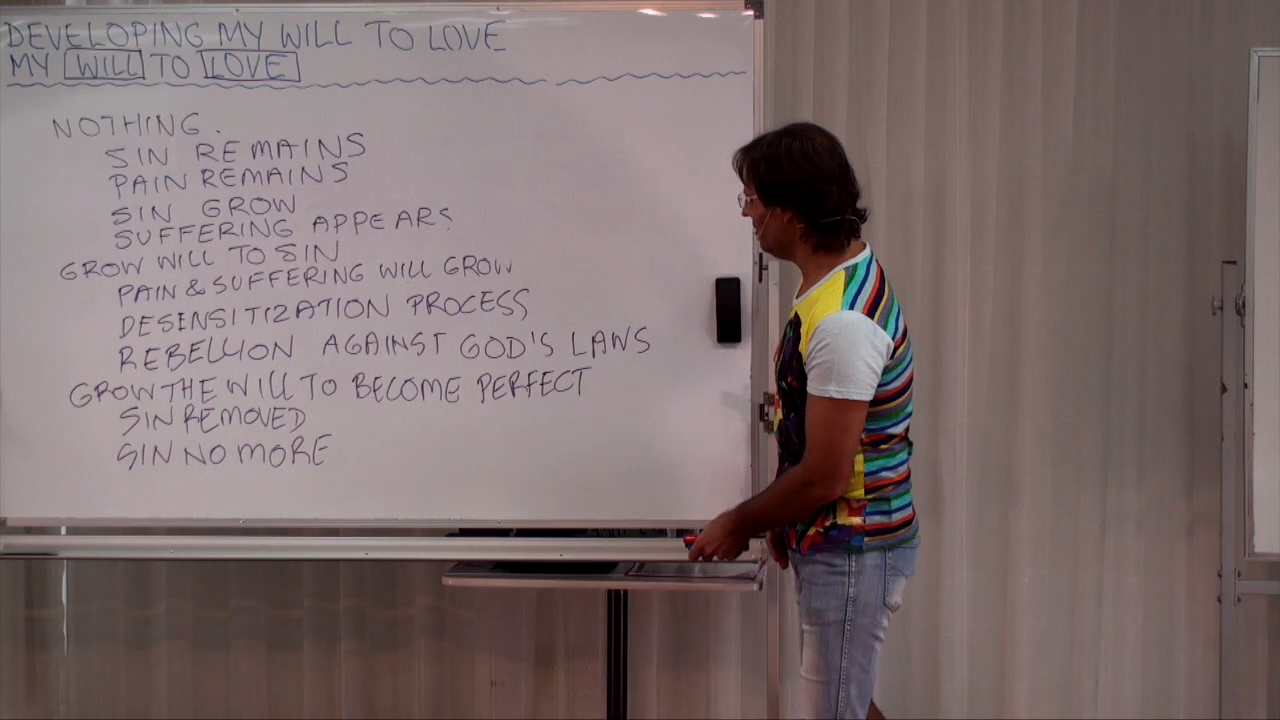 DEVELOPING MY WILL TO LOVE
MY WILL TO LOVE
NOTHING.
SIN REMAINS
PAIN REMAINS
SIN GROW
SUFFERING APPEARS
GROW WILL TO SIN
PAIN & SUFFERING WILL GROW
DESENSITIZATION PROCESS
REBELLION AGAINST GOD'S LAWS
GROW THE WILL TO BECOME PERFECT
SIN REMOVED
SIN NO MORE